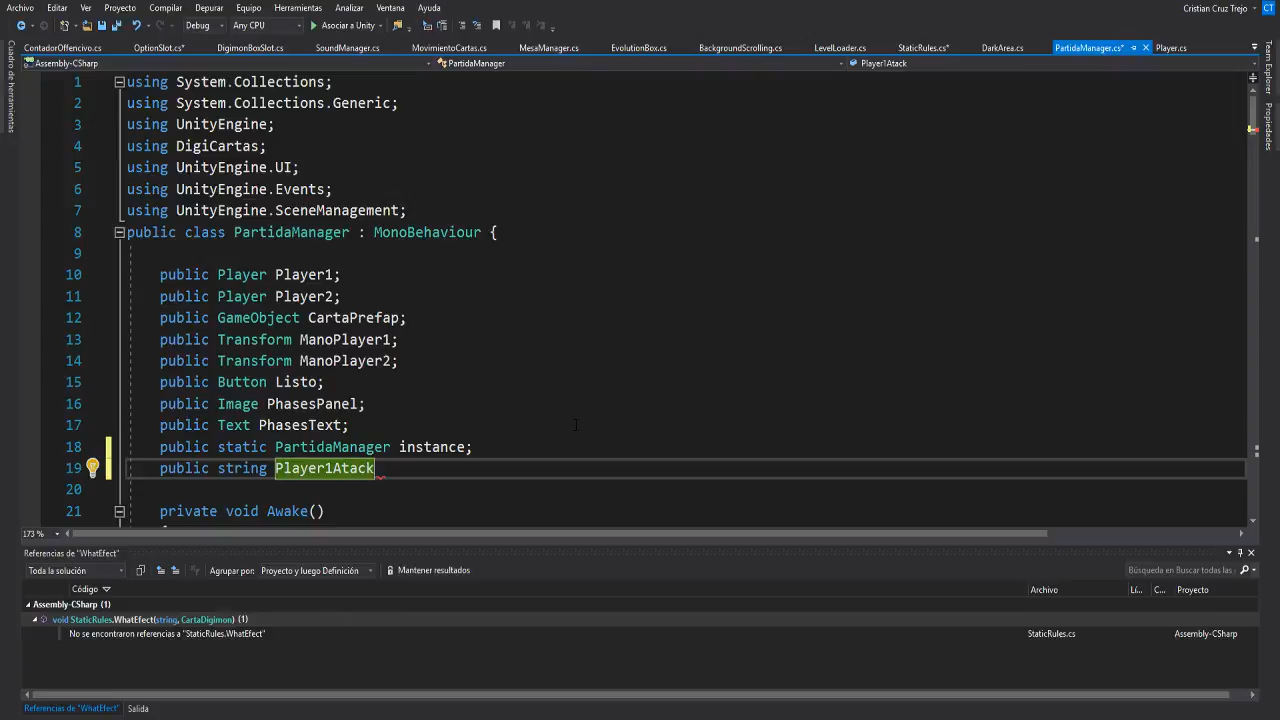 Archivo Editar Ver Proyecto Compilar Depurar Equipo Herramientas Analizar Ventana Ayuda Cristian Cruz Trejo CT
Debug Any CPU Asociar a Unity
ContadorOffencivo.cs OptionSlot.cs* DigimonBoxSlot.cs SoundManager.cs MovimientoCartas.cs MesaManager.cs EvolutionBox.cs BackgroundScrolling.cs LevelLoader.cs StaticRules.cs* DarkArea.cs PartidaManager.cs* Player.cs
Assembly-CSharp PartidaManager Player1Atack
Cuadro de herramientas
Team Explorer
Propiedades
1 using System.Collections;
2 using System.Collections.Generic;
3 using UnityEngine;
4 using DigiCartas;
5 using UnityEngine.UI;
6 using UnityEngine.Events;
7 using UnityEngine.SceneManagement;
8 public class PartidaManager : MonoBehaviour {
9
10 public Player Player1;
11 public Player Player2;
12 public GameObject CartaPrefap;
13 public Transform ManoPlayer1;
14 public Transform ManoPlayer2;
15 public Button Listo;
16 public Image PhasesPanel;
17 public Text PhasesText;
18 public static PartidaManager instance;
19 public string Player1Atack
20
21 private void Awake()
173 %
Referencias de "WhatEfect"
Toda la solución Agrupar por: Proyecto y luego Definición Mantener resultados Búsqueda en Buscar todas las
Código Archivo Lí... C... Proyecto
Assembly-CSharp (1)
void StaticRules.WhatEfect(string, CartaDigimon) (1)
No se encontraron referencias a "StaticRules.WhatEfect" StaticRules.cs Assembly-CSharp
Referencias de "WhatEfect" Salida